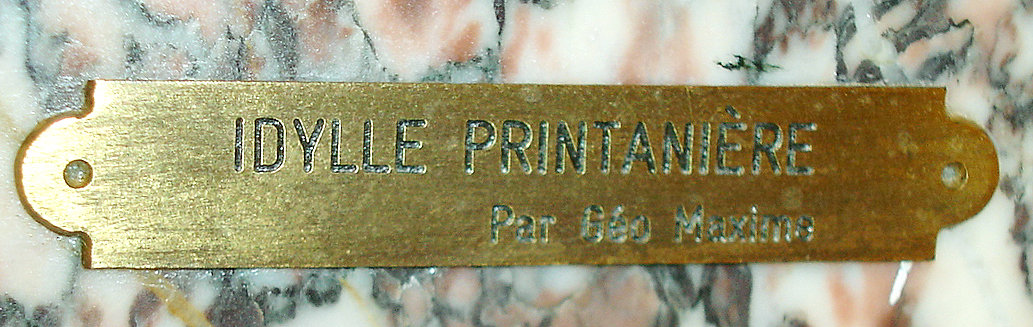 IDYLLE PRINTANIÈRE
Par Géo Maxime